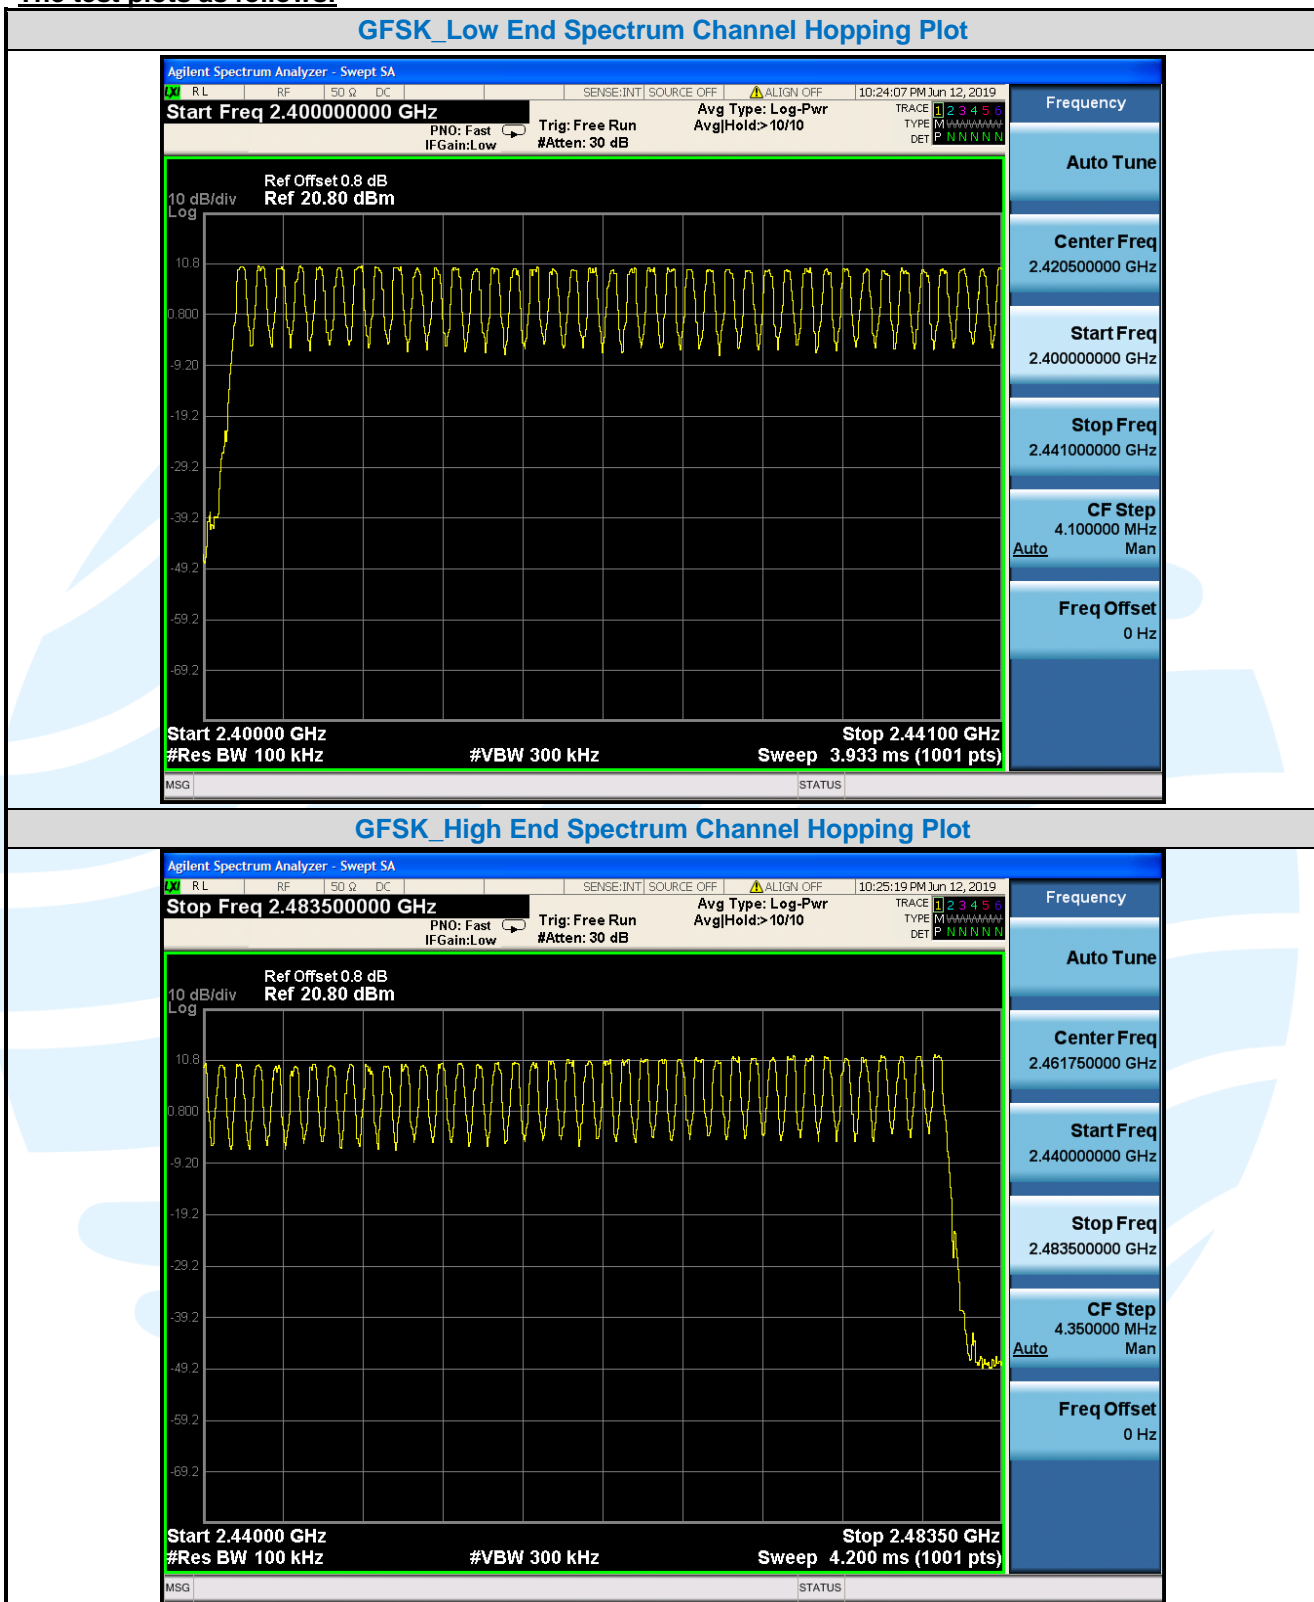 The test plots as follows:
GFSK_Low End Spectrum Channel Hopping Plot
Agilent Spectrum Analyzer - Swept SA
LXI RL RF 50 Ω DC SENSE:INT SOURCE OFF ALIGN OFF 10:24:07 PM Jun 12, 2019
Start Freq 2.400000000 GHz
PNO: Fast
IFGain:Low
Trig: Free Run
#Atten: 30 dB
Avg Type: Log-Pwr
Avg|Hold:>10/10
TRACE 1 2 3 4 5 6
TYPE M WWWWW
DET P N N N N N
Ref Offset 0.8 dB
10 dB/div Ref 20.80 dBm
Log
10.8
0.800
-9.20
-19.2
-29.2
-39.2
-49.2
-59.2
-69.2
Start 2.40000 GHz Stop 2.44100 GHz
#Res BW 100 kHz #VBW 300 kHz Sweep 3.933 ms (1001 pts)
MSG STATUS
Frequency
Auto Tune
Center Freq
2.420500000 GHz
Start Freq
2.400000000 GHz
Stop Freq
2.441000000 GHz
CF Step
4.100000 MHz
Auto Man
Freq Offset
0 Hz
GFSK_High End Spectrum Channel Hopping Plot
Agilent Spectrum Analyzer - Swept SA
LXI RL RF 50 Ω DC SENSE:INT SOURCE OFF ALIGN OFF 10:25:19 PM Jun 12, 2019
Stop Freq 2.483500000 GHz
PNO: Fast
IFGain:Low
Trig: Free Run
#Atten: 30 dB
Avg Type: Log-Pwr
Avg|Hold:>10/10
TRACE 1 2 3 4 5 6
TYPE M WWWWW
DET P N N N N N
Ref Offset 0.8 dB
10 dB/div Ref 20.80 dBm
Log
10.8
0.800
-9.20
-19.2
-29.2
-39.2
-49.2
-59.2
-69.2
Start 2.44000 GHz Stop 2.48350 GHz
#Res BW 100 kHz #VBW 300 kHz Sweep 4.200 ms (1001 pts)
MSG STATUS
Frequency
Auto Tune
Center Freq
2.461750000 GHz
Start Freq
2.440000000 GHz
Stop Freq
2.483500000 GHz
CF Step
4.350000 MHz
Auto Man
Freq Offset
0 Hz